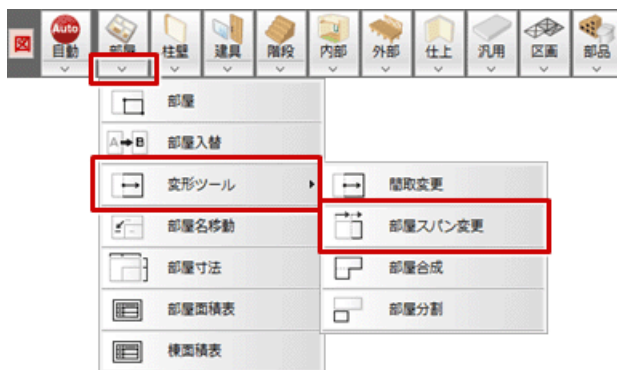 Auto
自動 部屋 柱壁 建具 階段 内部 外部 仕上 汎用 区画 部品
部屋
A B 部屋入替
変形ツール
間取変更
部屋名移動
部屋スパン変更
部屋寸法
部屋合成
部屋面積表
部屋分割
棟面積表